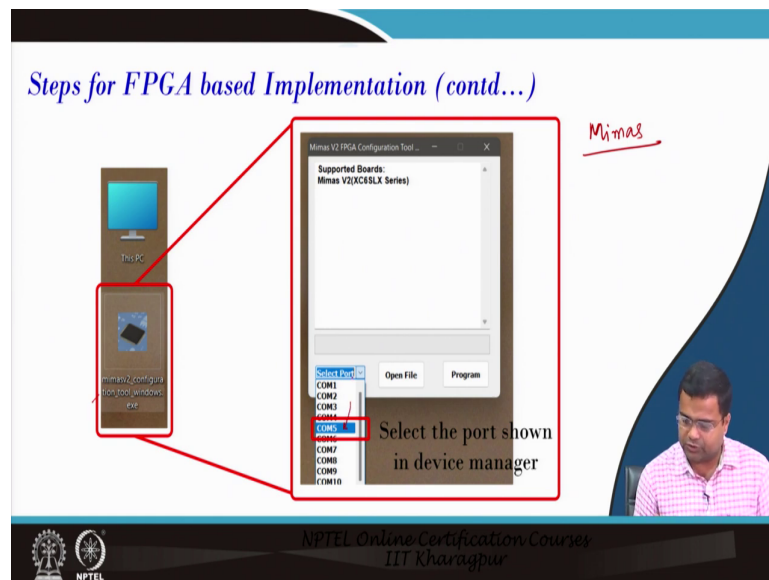 Steps for FPGA based Implementation (contd...)
Mimas
This PC
mimasv2_configura
tion_tool_windows.
exe
Mimas V2 FPGA Configuration Tool ...
Supported Boards:
Mimas V2(XC6SLX Series)
Select Port
Open File
Program
COM1
COM2
COM3
COM4
COM5
COM6
COM7
COM8
COM9
COM10
Select the port shown
in device manager
NPTEL Online Certification Courses
IIT Kharagpur
NPTEL